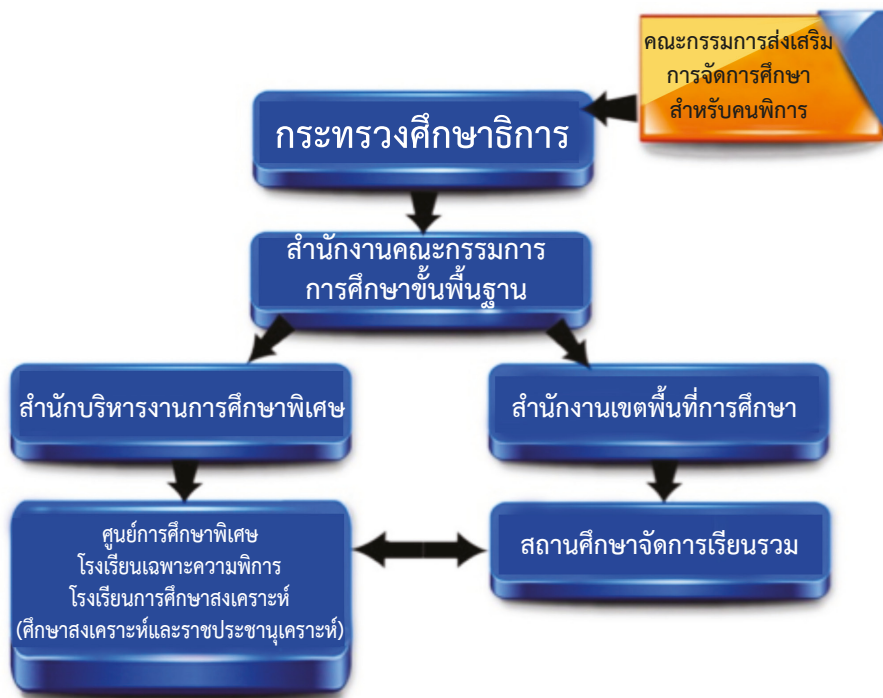 คณะกรรมการส่งเสริม
การจัดการศึกษา
สำหรับคนพิการ
กระทรวงศึกษาธิการ
สำนักงานคณะกรรมการ
การศึกษาขั้นพื้นฐาน
สำนักบริหารงานการศึกษาพิเศษ
สำนักงานเขตพื้นที่การศึกษา
ศูนย์การศึกษาพิเศษ
โรงเรียนเฉพาะความพิการ
โรงเรียนการศึกษาสงเคราะห์
(ศึกษาสงเคราะห์และราชประชานุเคราะห์)
สถานศึกษาจัดการเรียนรวม